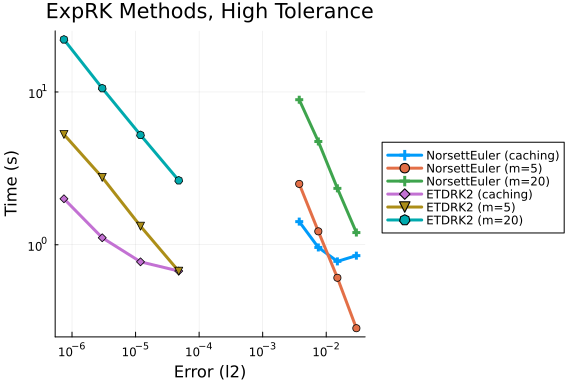 ExpRK Methods, High Tolerance
Time (s)
10¹
10⁰
10⁻⁶ 10⁻⁵ 10⁻⁴ 10⁻³ 10⁻²
Error (l2)
NorsettEuler (caching)
NorsettEuler (m=5)
NorsettEuler (m=20)
ETDRK2 (caching)
ETDRK2 (m=5)
ETDRK2 (m=20)